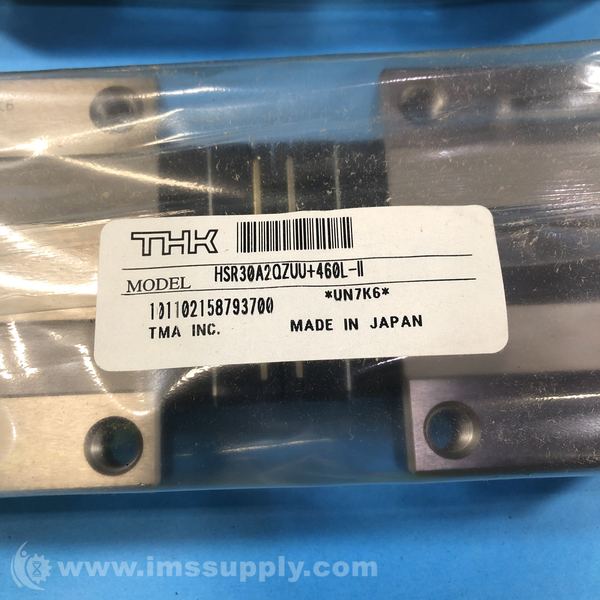 THK
MODEL HSR30A2QZUU+460L-II
101102158793700 *UN7K6*
TMA INC. MADE IN JAPAN
www.imssupply.com